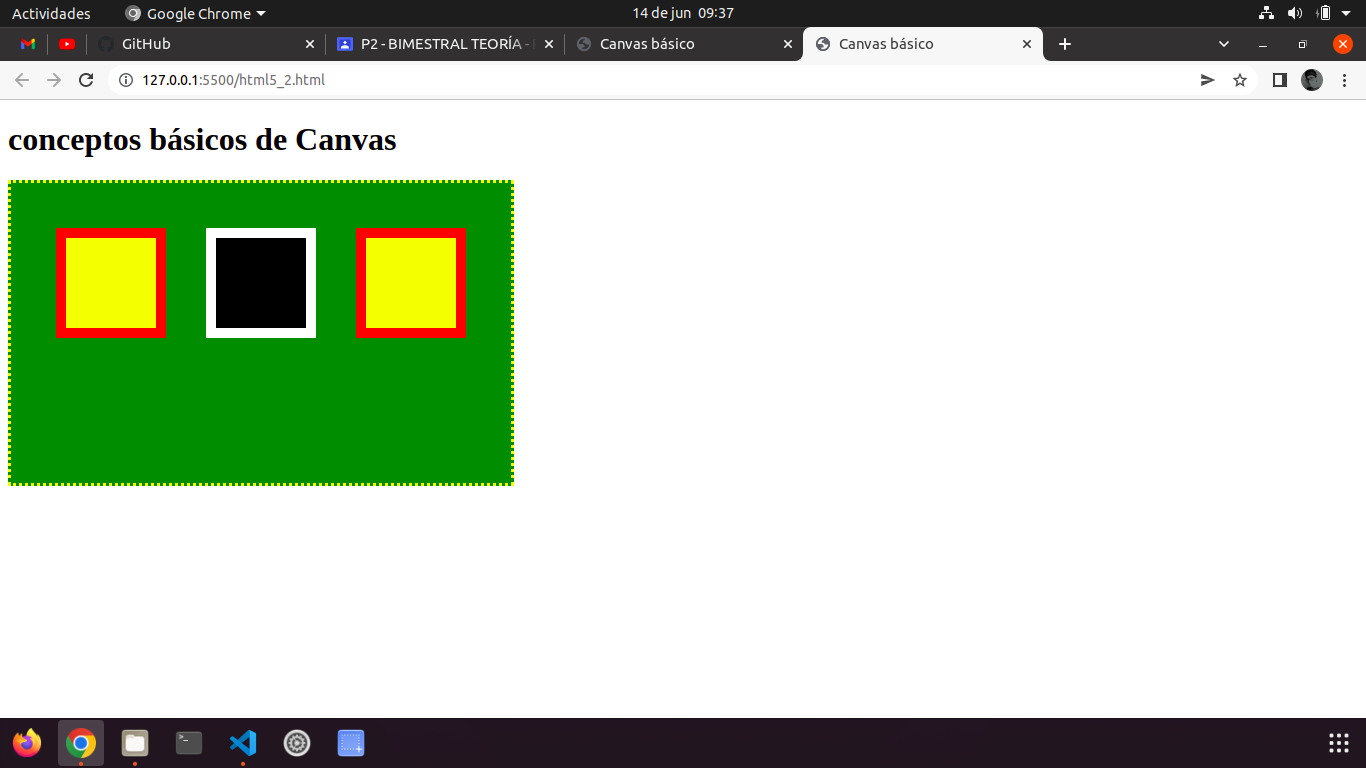 Actividades Google Chrome 14 de jun 09:37
GitHub P2 - BIMESTRAL TEORÍA - Canvas básico Canvas básico
127.0.0.1:5500/html5_2.html
conceptos básicos de Canvas